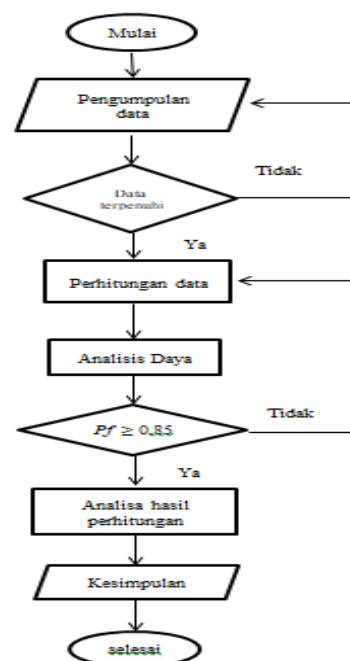 Mulai
Pengumpulan
data
Data
terpenuhi
Tidak
Ya
Perhitungan data
Analisis Daya
Pf ≥ 0,85
Tidak
Ya
Analisa hasil
perhitungan
Kesimpulan
selesai